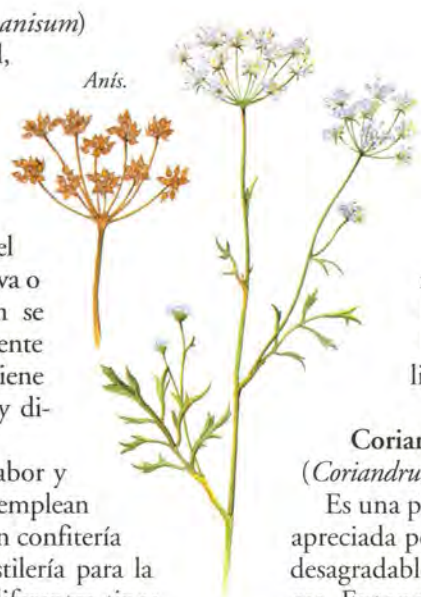 anisum)
Anís.
el
va o
n se
ente
iene
y di-
abor y
emplean
n confitería
stilería para la
li
Corian
(Coriandru
Es una p
apreciada po
desagradabl